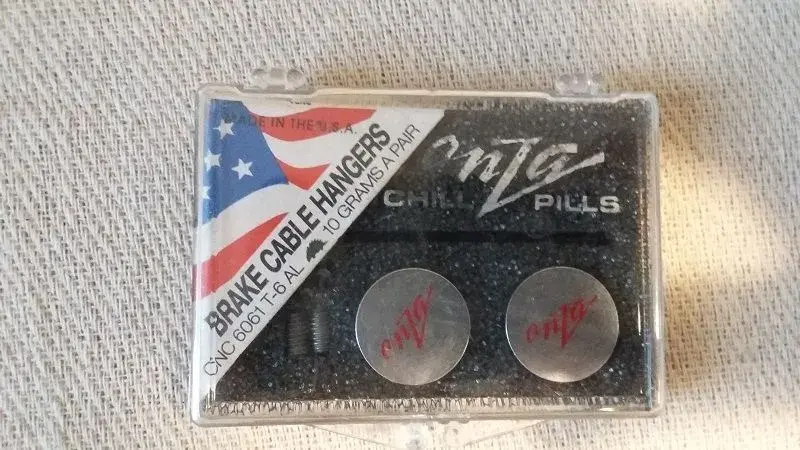 MADE IN THE U.S.A.
BRAKE CABLE HANGERS
CNC 6061 T-6 AL 10 GRAMS A PAIR
onza
CHILL PILLS
onza
onza